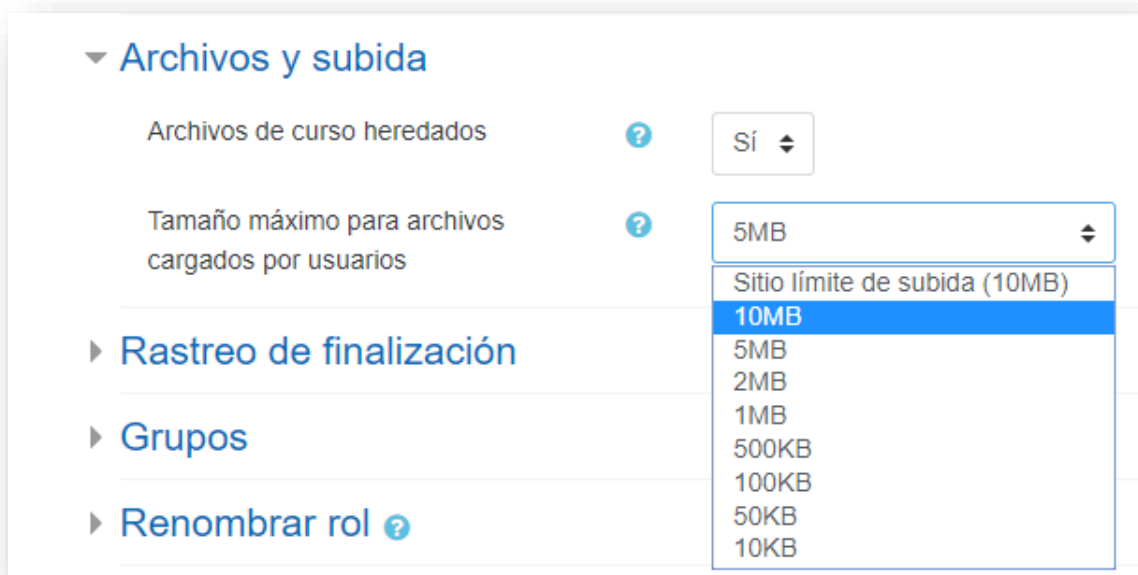 Archivos y subida
Archivos de curso heredados
Sí
Tamaño máximo para archivos
cargados por usuarios
5MB
Sitio límite de subida (10MB)
10MB
5MB
2MB
1MB
500KB
100KB
50KB
10KB
Rastreo de finalización
Grupos
Renombrar rol